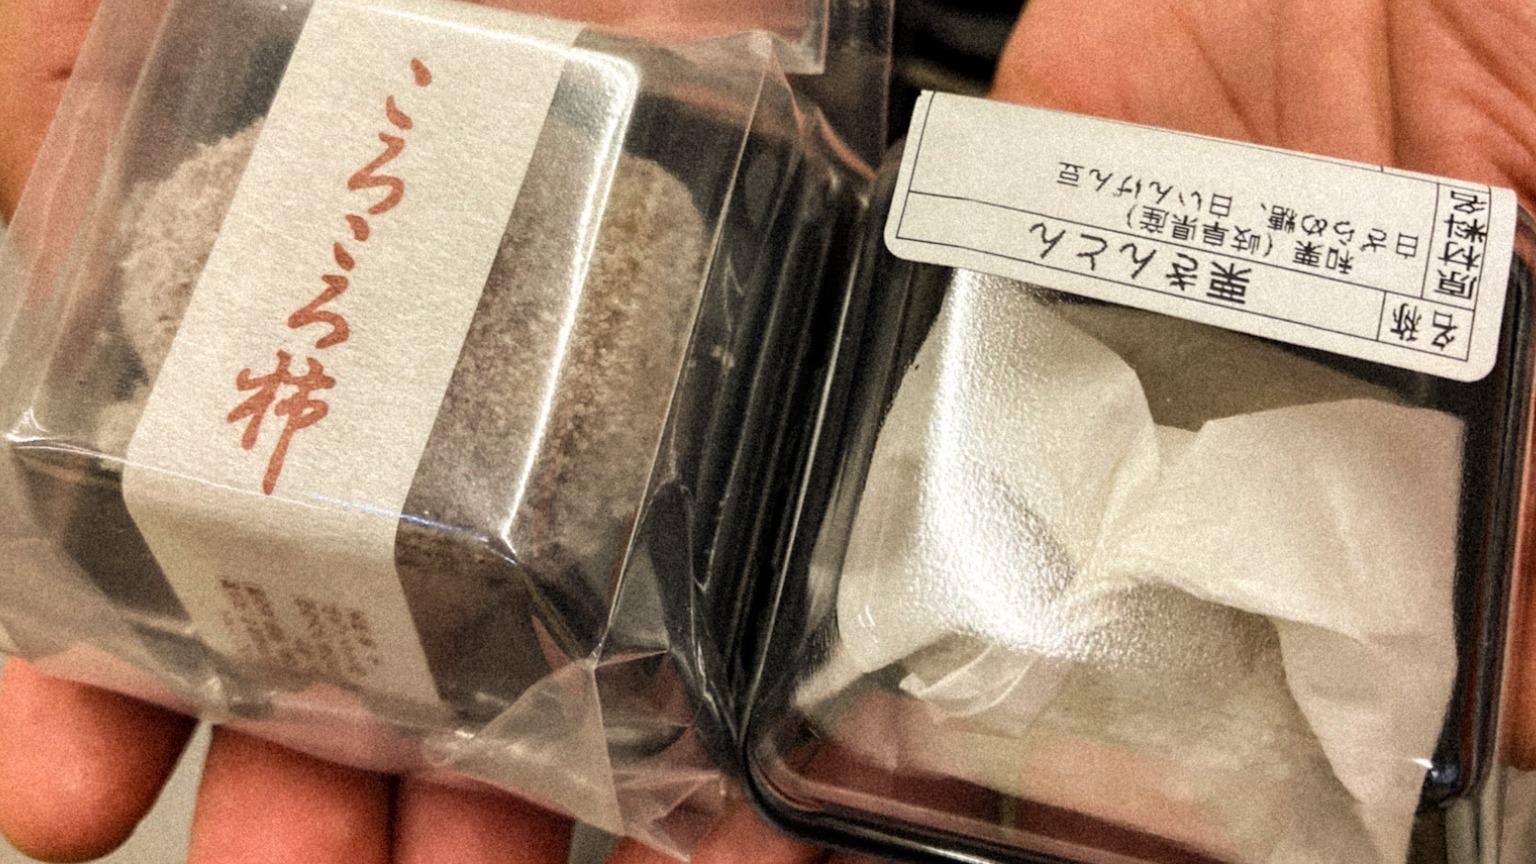 ころころ柿
名称
栗きんとん
原材料名
和栗(岐阜県産)
白ざらめ糖、白いんげん豆